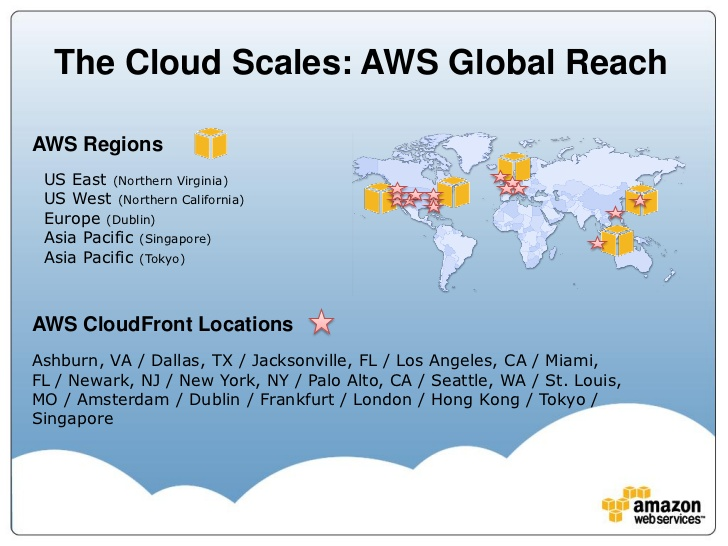 The Cloud Scales: AWS Global Reach
AWS Regions
US East (Northern Virginia)
US West (Northern California)
Europe (Dublin)
Asia Pacific (Singapore)
Asia Pacific (Tokyo)
AWS CloudFront Locations
Ashburn, VA / Dallas, TX / Jacksonville, FL / Los Angeles, CA / Miami,
FL / Newark, NJ / New York, NY / Palo Alto, CA / Seattle, WA / St. Louis,
MO / Amsterdam / Dublin / Frankfurt / London / Hong Kong / Tokyo /
Singapore
amazon
web services™